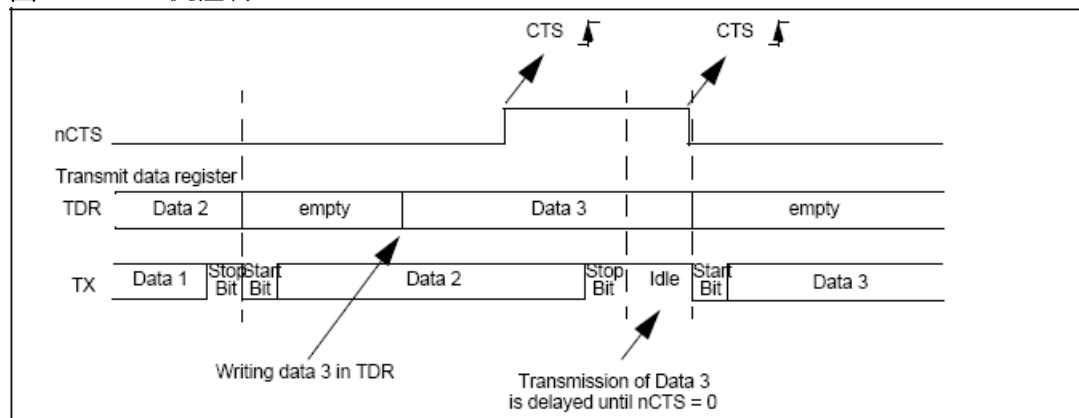 CTS CTS
nCTS
Transmit data register
TDR Data 2 empty Data 3 empty
TX Data 1 Stop Bit Start Bit Data 2 Stop Bit Idle Start Bit Data 3
Writing data 3 in TDR
Transmission of Data 3
is delayed until nCTS = 0